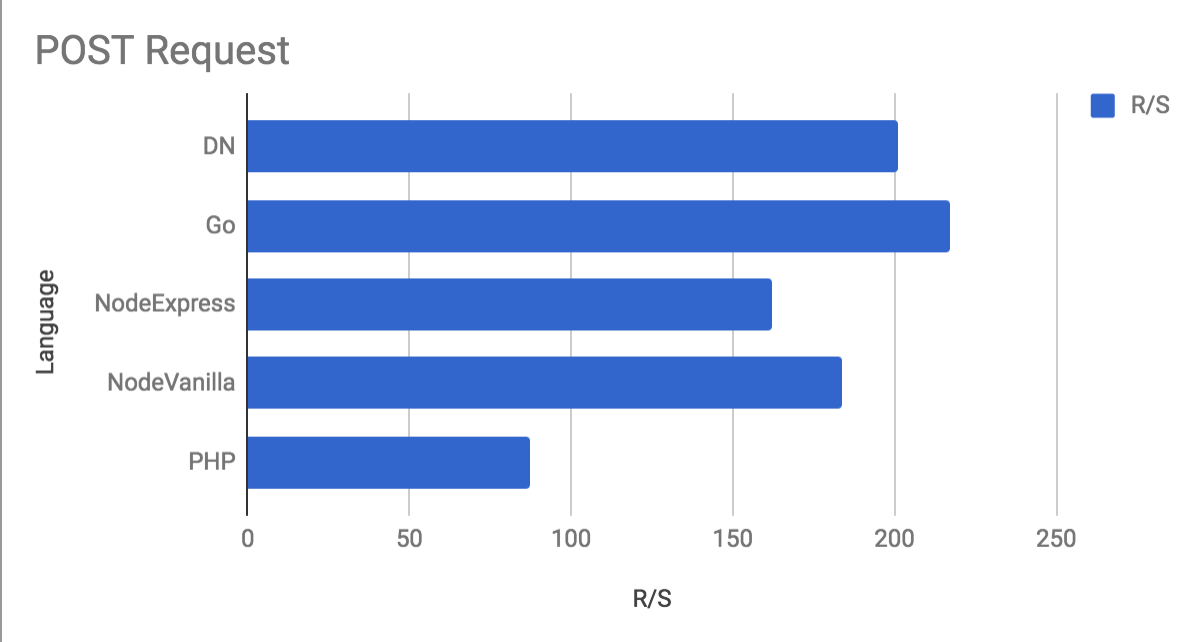 POST Request
R/S
Language
DN
Go
NodeExpress
NodeVanilla
PHP
0 50 100 150 200 250
R/S